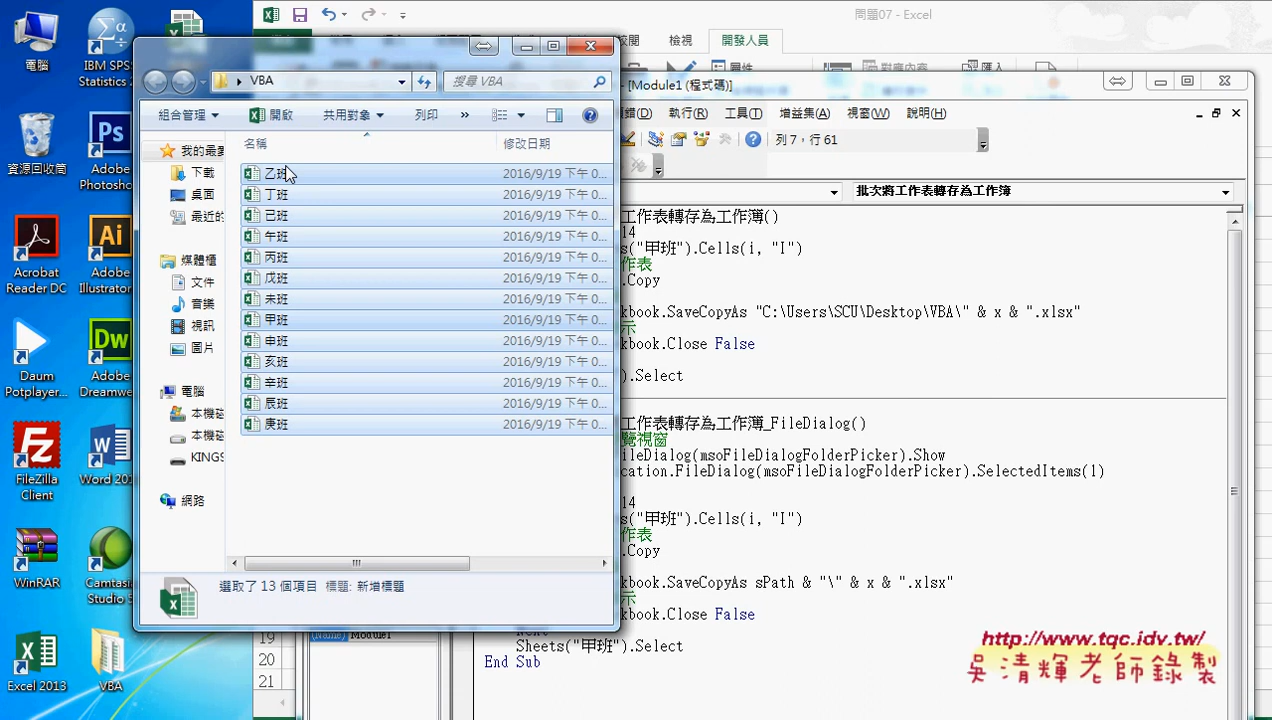 問題07 - Excel
電腦
IBM SPSS
Statistics 2
校閱
檢視
開發人員
VBA
搜尋 VBA
- [Module1 (程式碼)]
屬性
對應內容
匯入
組合管理
開啟
共用對象
列印
»
執行(R)
工具(T)
增益集(A)
視窗(W)
說明(H)
列 7，行 61
資源回收筒
Adobe
Photosho...
名稱
修改日期
我的最愛
下載
桌面
最近的
媒體櫃
文件
音樂
視訊
圖片
電腦
本機磁
本機磁
KINGS
網路
乙班 2016/9/19 下午 0...
丁班 2016/9/19 下午 0...
已班 2016/9/19 下午 0...
午班 2016/9/19 下午 0...
丙班 2016/9/19 下午 0...
戊班 2016/9/19 下午 0...
未班 2016/9/19 下午 0...
甲班 2016/9/19 下午 0...
申班 2016/9/19 下午 0...
亥班 2016/9/19 下午 0...
辛班 2016/9/19 下午 0...
辰班 2016/9/19 下午 0...
庚班 2016/9/19 下午 0...
選取了 13 個項目 標題: 新增標題
批次將工作表轉存為工作簿
工作表轉存為工作簿()
14
s("甲班").Cells(i, "I")
作表
.Copy
kbook.SaveCopyAs "C:\Users\SCU\Desktop\VBA\" & x & ".xlsx"
示
kbook.Close False
).Select
工作表轉存為工作簿_FileDialog()
覽視窗
ileDialog(msoFileDialogFolderPicker).Show
cation.FileDialog(msoFileDialogFolderPicker).SelectedItems(1)
14
s("甲班").Cells(i, "I")
作表
.Copy
kbook.SaveCopyAs sPath & "\" & x & ".xlsx"
示
kbook.Close False
Next
Sheets("甲班").Select
End Sub
Acrobat
Reader DC
Adobe
Illustrator
Daum
Potplayer...
Adobe
Dreamwe
FileZilla
Client
Word 20
WinRAR
Camtasia
Studio
Excel 2013
VBA
(Name) Module1
19
20
21
http://www.tqc.idv.tw/
吳清輝老師錄製